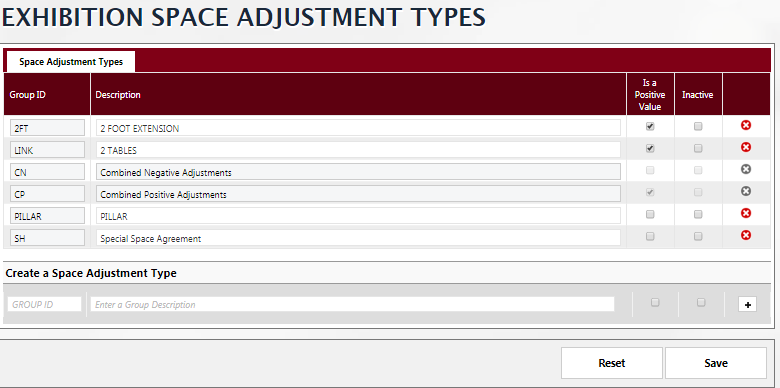 EXHIBITION SPACE ADJUSTMENT TYPES
Space Adjustment Types
Group ID Description Is a Positive Value Inactive
2FT 2 FOOT EXTENSION
LINK 2 TABLES
CN Combined Negative Adjustments
CP Combined Positive Adjustments
PILLAR PILLAR
SH Special Space Agreement
Create a Space Adjustment Type
GROUP ID Enter a Group Description
Reset Save